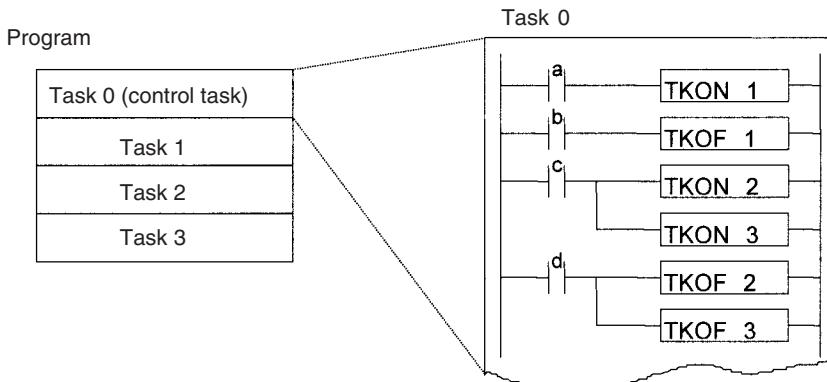 Program
Task 0 (control task)
Task 1
Task 2
Task 3
Task 0
a
TKON 1
b
TKOF 1
c
TKON 2
TKON 3
d
TKOF 2
TKOF 3